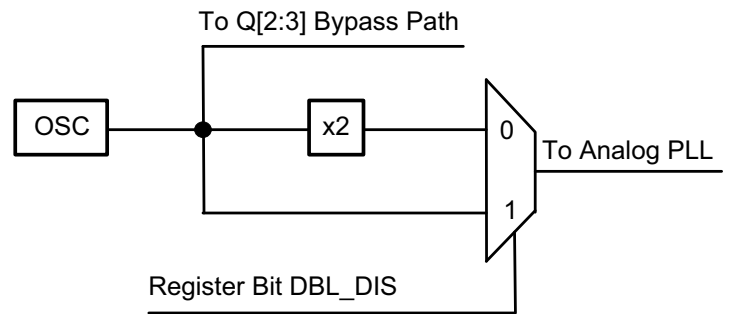 To Q[2:3] Bypass Path
OSC
x2
0
To Analog PLL
1
Register Bit DBL_DIS